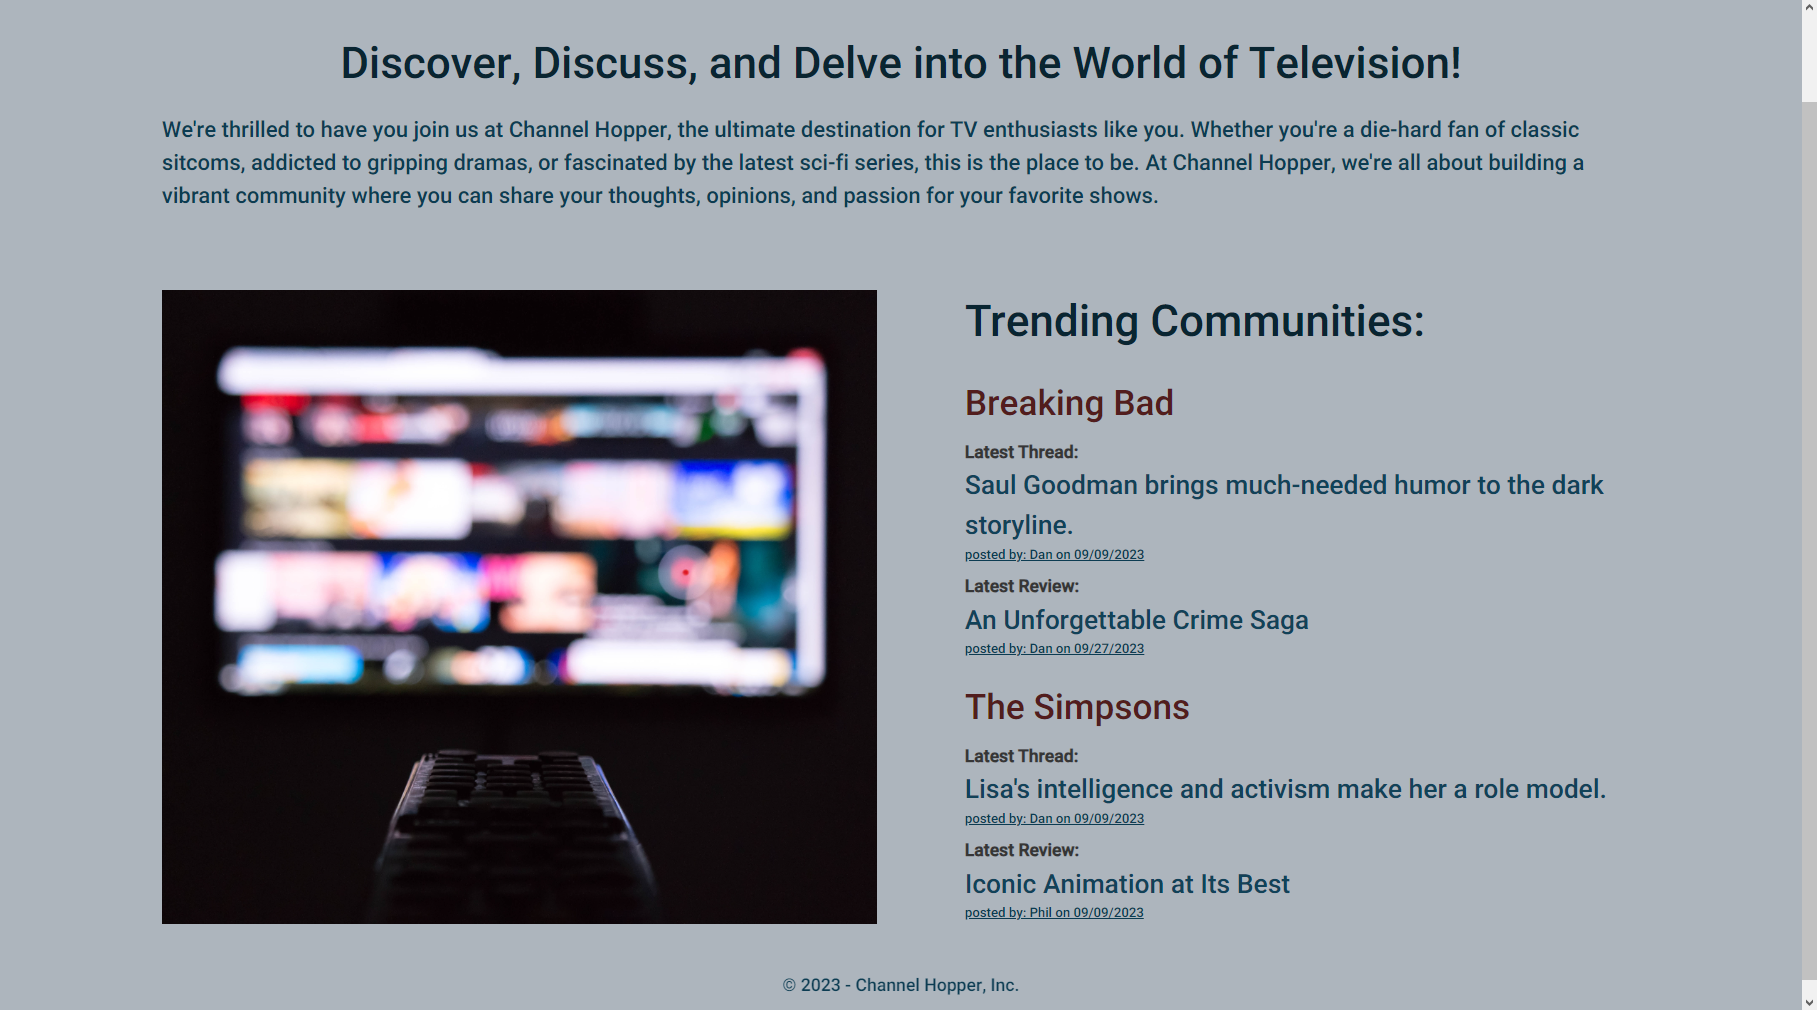 Discover, Discuss, and Delve into the World of Television!
We're thrilled to have you join us at Channel Hopper, the ultimate destination for TV enthusiasts like you. Whether you're a die-hard fan of classic
sitcoms, addicted to gripping dramas, or fascinated by the latest sci-fi series, this is the place to be. At Channel Hopper, we're all about building a
vibrant community where you can share your thoughts, opinions, and passion for your favorite shows.
Trending Communities:
Breaking Bad
Latest Thread:
Saul Goodman brings much-needed humor to the dark
storyline.
posted by: Dan on 09/09/2023
Latest Review:
An Unforgettable Crime Saga
posted by: Dan on 09/27/2023
The Simpsons
Latest Thread:
Lisa's intelligence and activism make her a role model.
posted by: Dan on 09/09/2023
Latest Review:
Iconic Animation at Its Best
posted by: Phil on 09/09/2023
© 2023 - Channel Hopper, Inc.